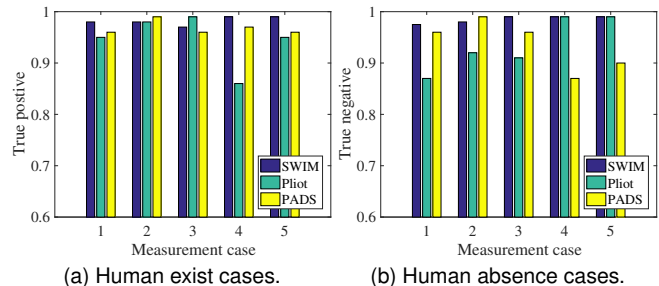 True postive
1
0.9
0.8
0.7
0.6
SWIM
Pliot
PADS
1 2 3 4 5
Measurement case
(a) Human exist cases.
True negative
1
0.9
0.8
0.7
0.6
SWIM
Pliot
PADS
1 2 3 4 5
Measurement case
(b) Human absence cases.